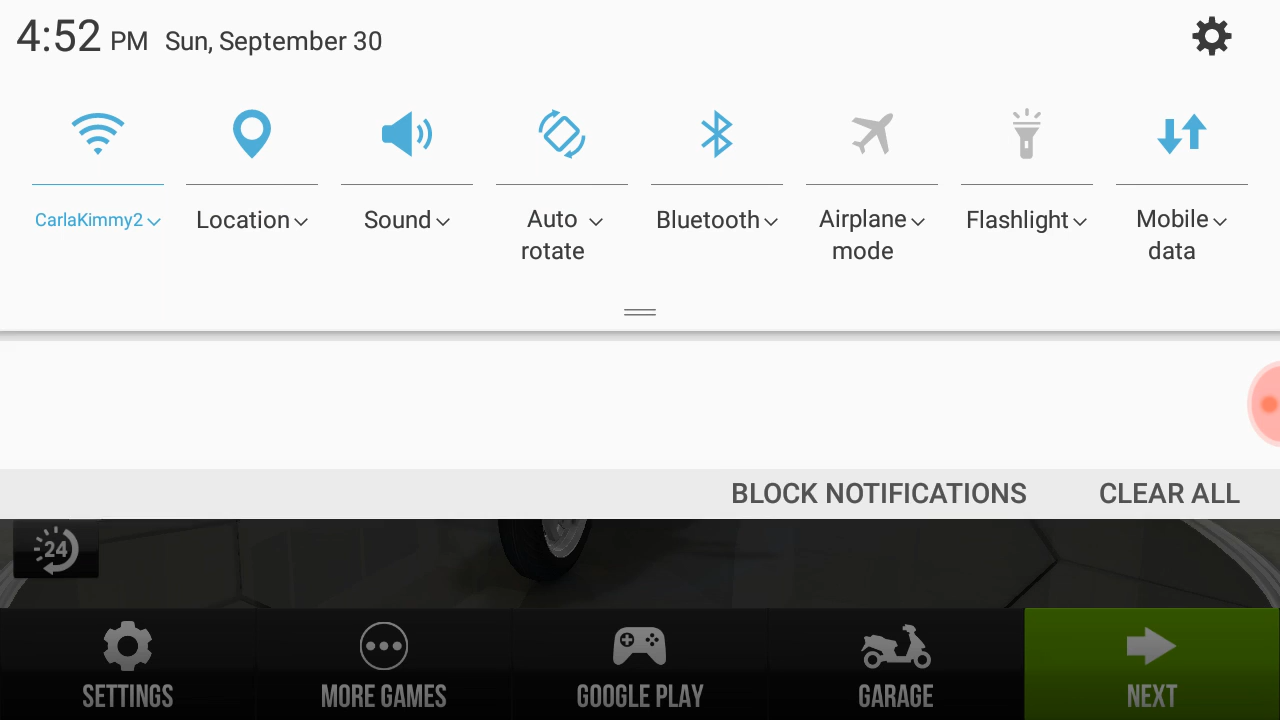 4:52 PM Sun, September 30
CarlaKimmy2
Location
Sound
Auto rotate
Bluetooth
Airplane mode
Flashlight
Mobile data
BLOCK NOTIFICATIONS
CLEAR ALL
24
SETTINGS
MORE GAMES
GOOGLE PLAY
GARAGE
NEXT